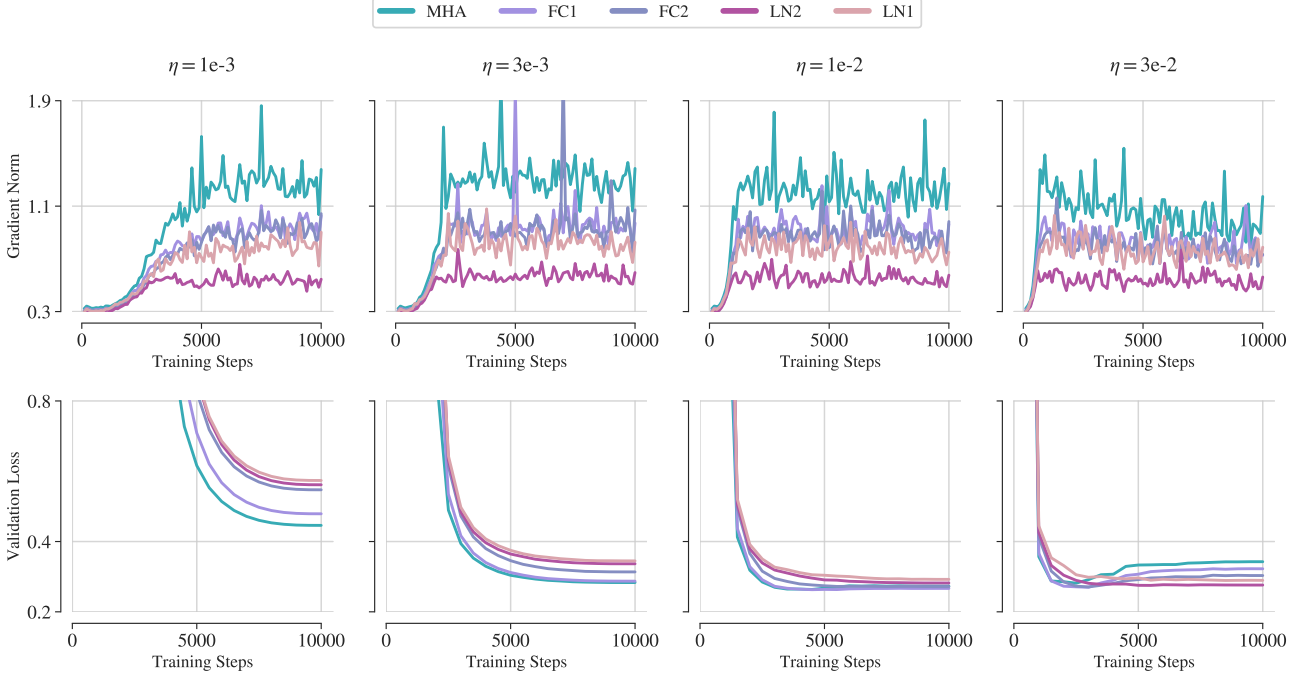 MHA FC1 FC2 LN2 LN1
η = 1e-3 η = 3e-3 η = 1e-2 η = 3e-2
Gradient Norm
1.9
1.1
0.3
0 5000 10000 0 5000 10000 0 5000 10000 0 5000 10000
Training Steps Training Steps Training Steps Training Steps
Validation Loss
0.8
0.4
0.2
0 5000 10000 0 5000 10000 0 5000 10000 0 5000 10000
Training Steps Training Steps Training Steps Training Steps